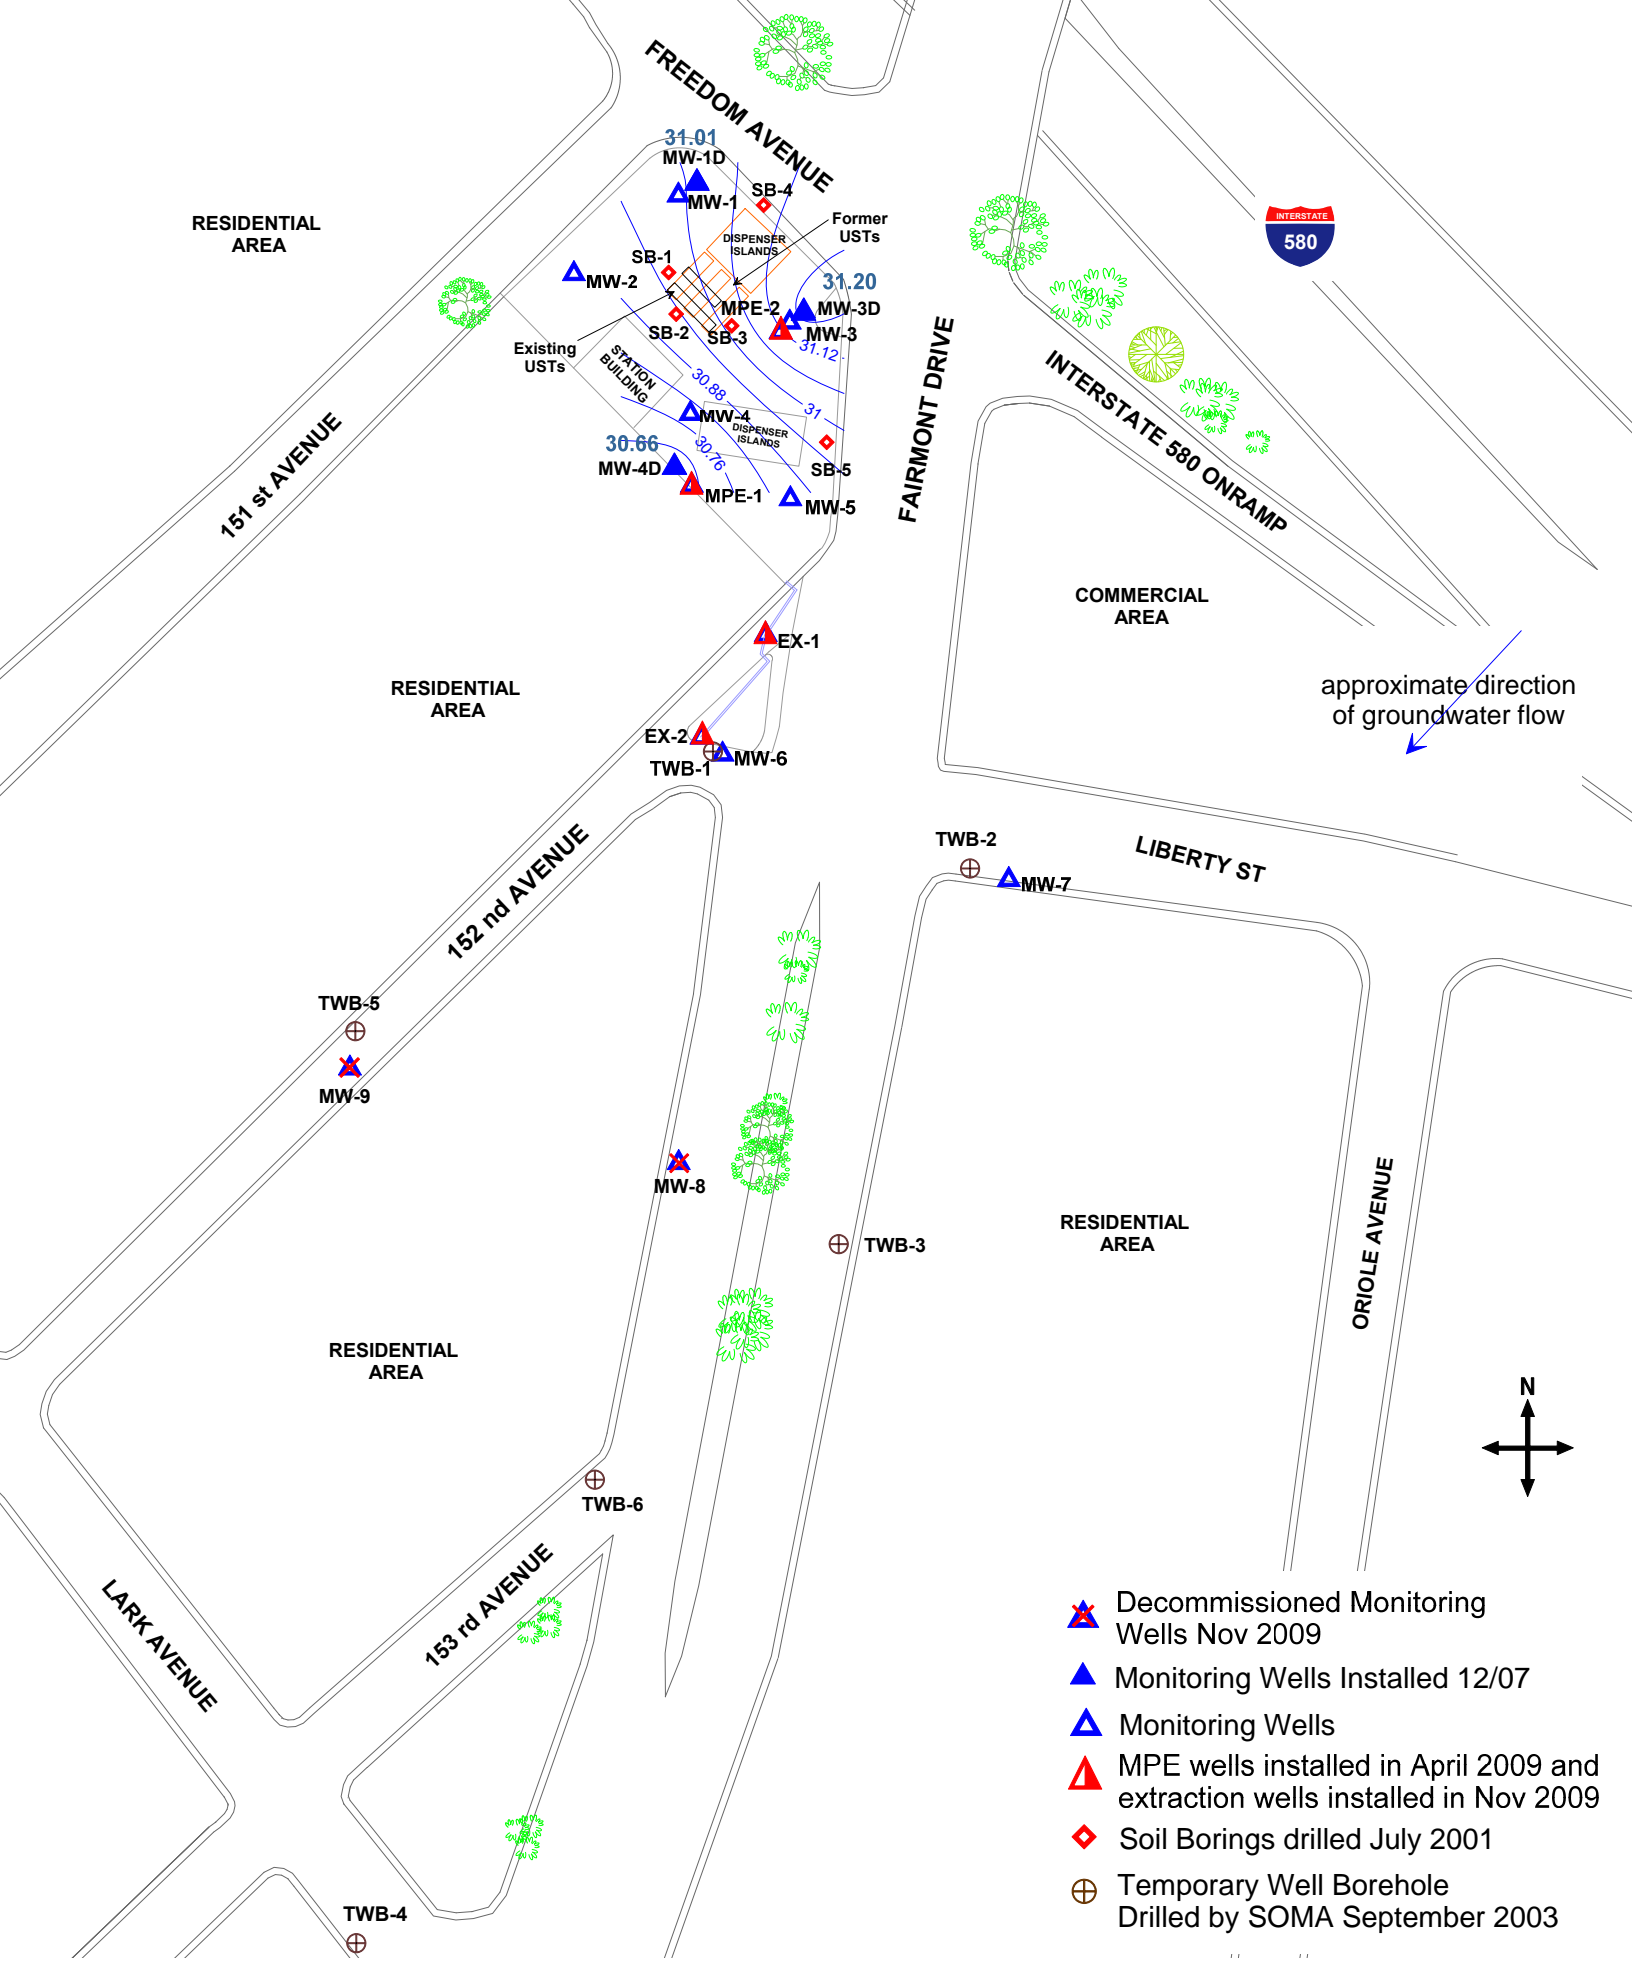 FREEDOM AVENUE
31.01
MW-1D
MW-1
SB-4
RESIDENTIAL
AREA
Former
USTs
DISPENSER
ISLANDS
INTERSTATE
580
SB-1
MW-2
31.20
MPE-2
MW-3D
MW-3
SB-2
SB-3
31.12
Existing
USTs
STATION
BUILDING
30.88
31
MW-4
DISPENSER
ISLANDS
30.66
30.76
MW-4D
SB-5
MPE-1
MW-5
FAIRMONT DRIVE
INTERSTATE 580 ONRAMP
151 st AVENUE
COMMERCIAL
AREA
EX-1
RESIDENTIAL
AREA
approximate direction
of groundwater flow
EX-2
MW-6
TWB-1
TWB-2
LIBERTY ST
MW-7
152 nd AVENUE
TWB-5
MW-9
MW-8
TWB-3
RESIDENTIAL
AREA
ORIOLE AVENUE
RESIDENTIAL
AREA
N
TWB-6
153 rd AVENUE
LARK AVENUE
TWB-4
Decommissioned Monitoring
Wells Nov 2009
Monitoring Wells Installed 12/07
Monitoring Wells
MPE wells installed in April 2009 and
extraction wells installed in Nov 2009
Soil Borings drilled July 2001
Temporary Well Borehole
Drilled by SOMA September 2003